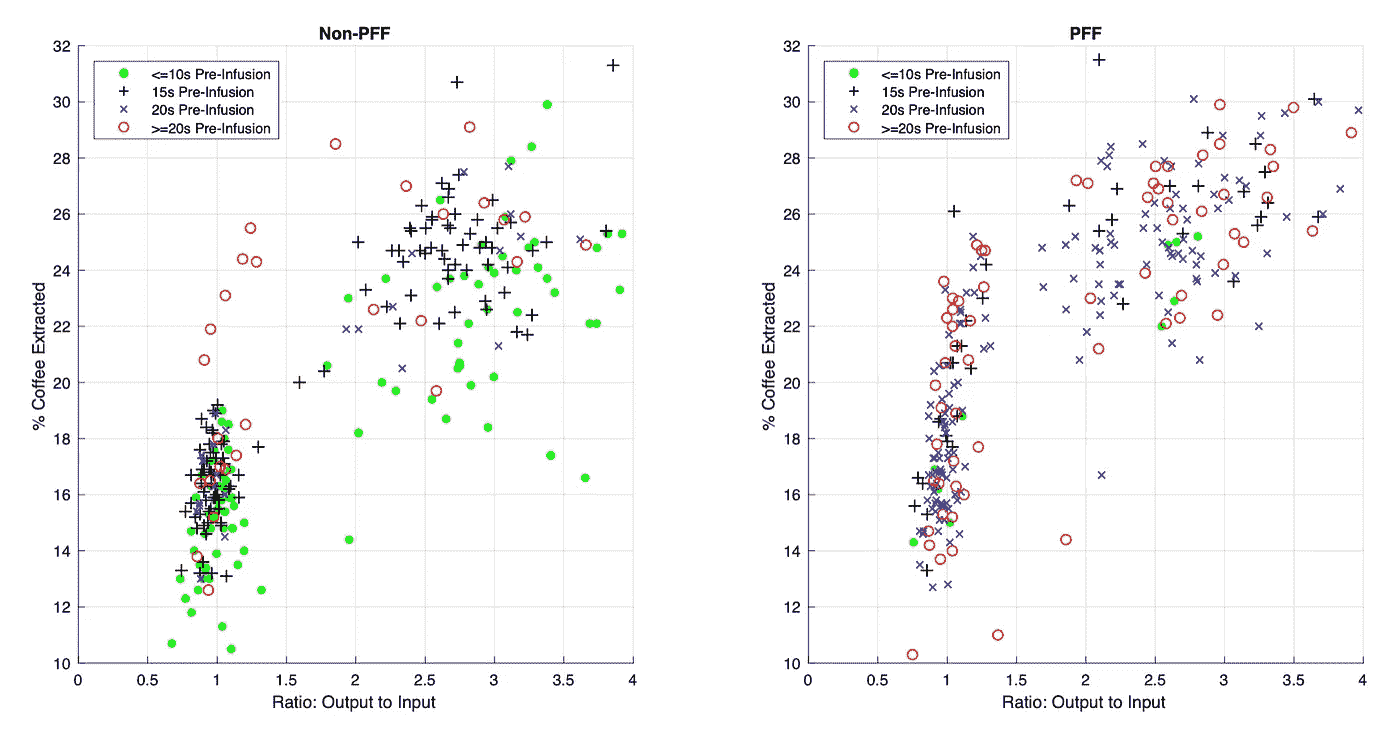 Non-PFF
32
30
28
26
24
22
20
18
16
14
12
10
% Coffee Extracted
<=10s Pre-Infusion
15s Pre-Infusion
20s Pre-Infusion
>=20s Pre-Infusion
0 0.5 1 1.5 2 2.5 3 3.5 4
Ratio: Output to Input
PFF
32
30
28
26
24
22
20
18
16
14
12
10
% Coffee Extracted
<=10s Pre-Infusion
15s Pre-Infusion
20s Pre-Infusion
>=20s Pre-Infusion
0 0.5 1 1.5 2 2.5 3 3.5 4
Ratio: Output to Input